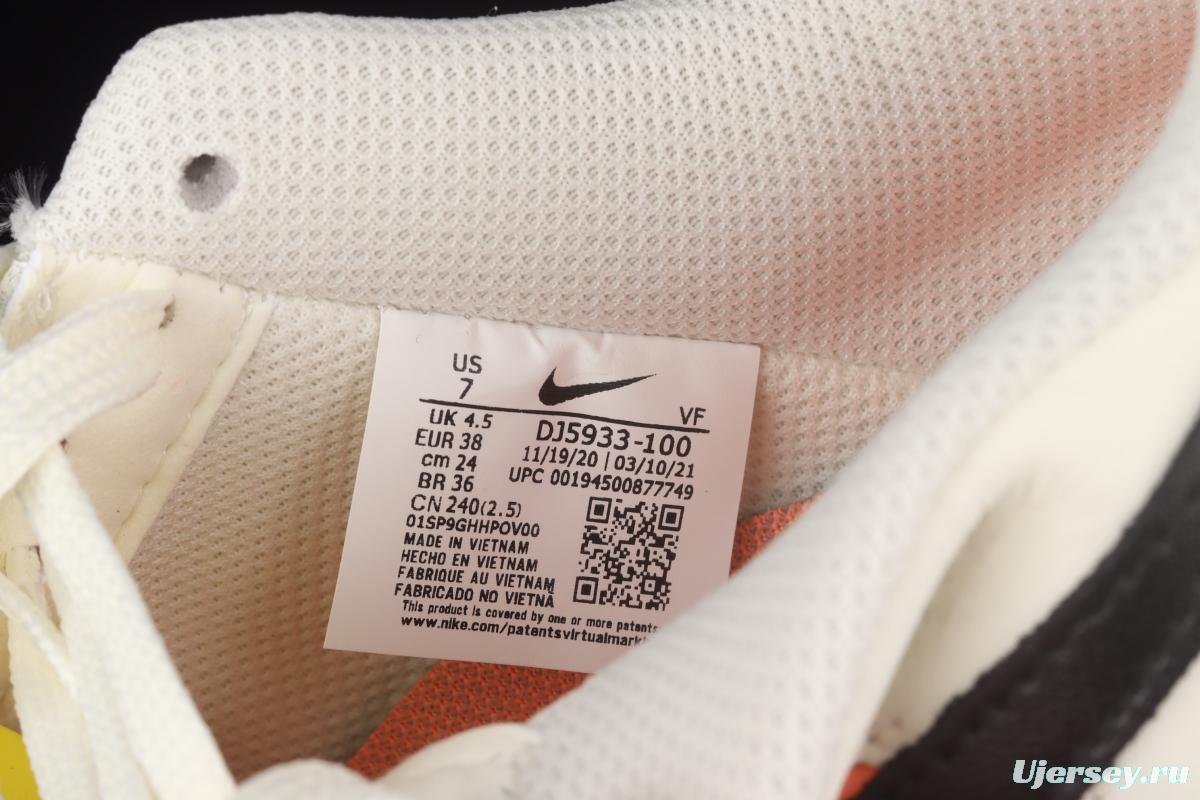 US
7
VF
UK 4.5
EUR 38
cm 24
BR 36
CN 240(2.5)
DJ5933-100
11/19/20 | 03/10/21
UPC 00194500877749
01SP9GHHPOV00
MADE IN VIETNAM
HECHO EN VIETNAM
FABRIQUE AU VIETNAM
FABRICADO NO VIETNÃ
This product is covered by one or more patents
www.nike.com/patentsvirtualmark
Ujersey.ru